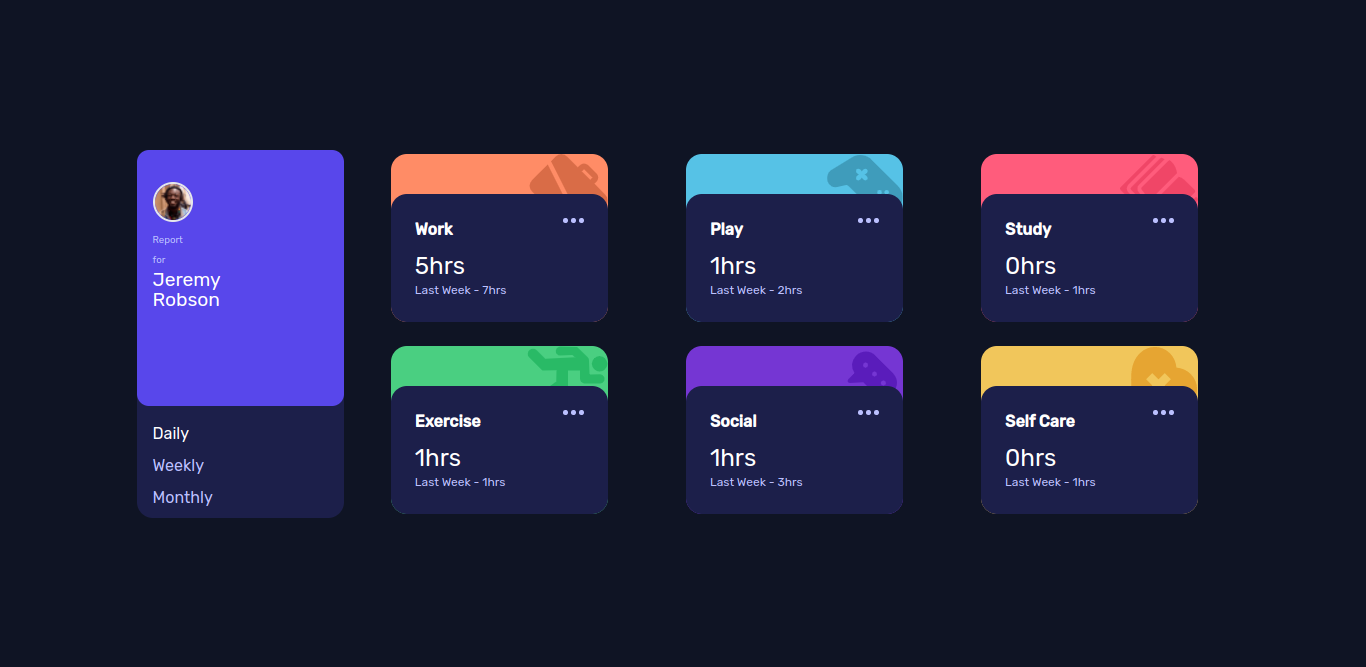 Report
for
Jeremy
Robson
Daily
Weekly
Monthly
Work
5hrs
Last Week - 7hrs
Play
1hrs
Last Week - 2hrs
Study
0hrs
Last Week - 1hrs
Exercise
1hrs
Last Week - 1hrs
Social
1hrs
Last Week - 3hrs
Self Care
0hrs
Last Week - 1hrs